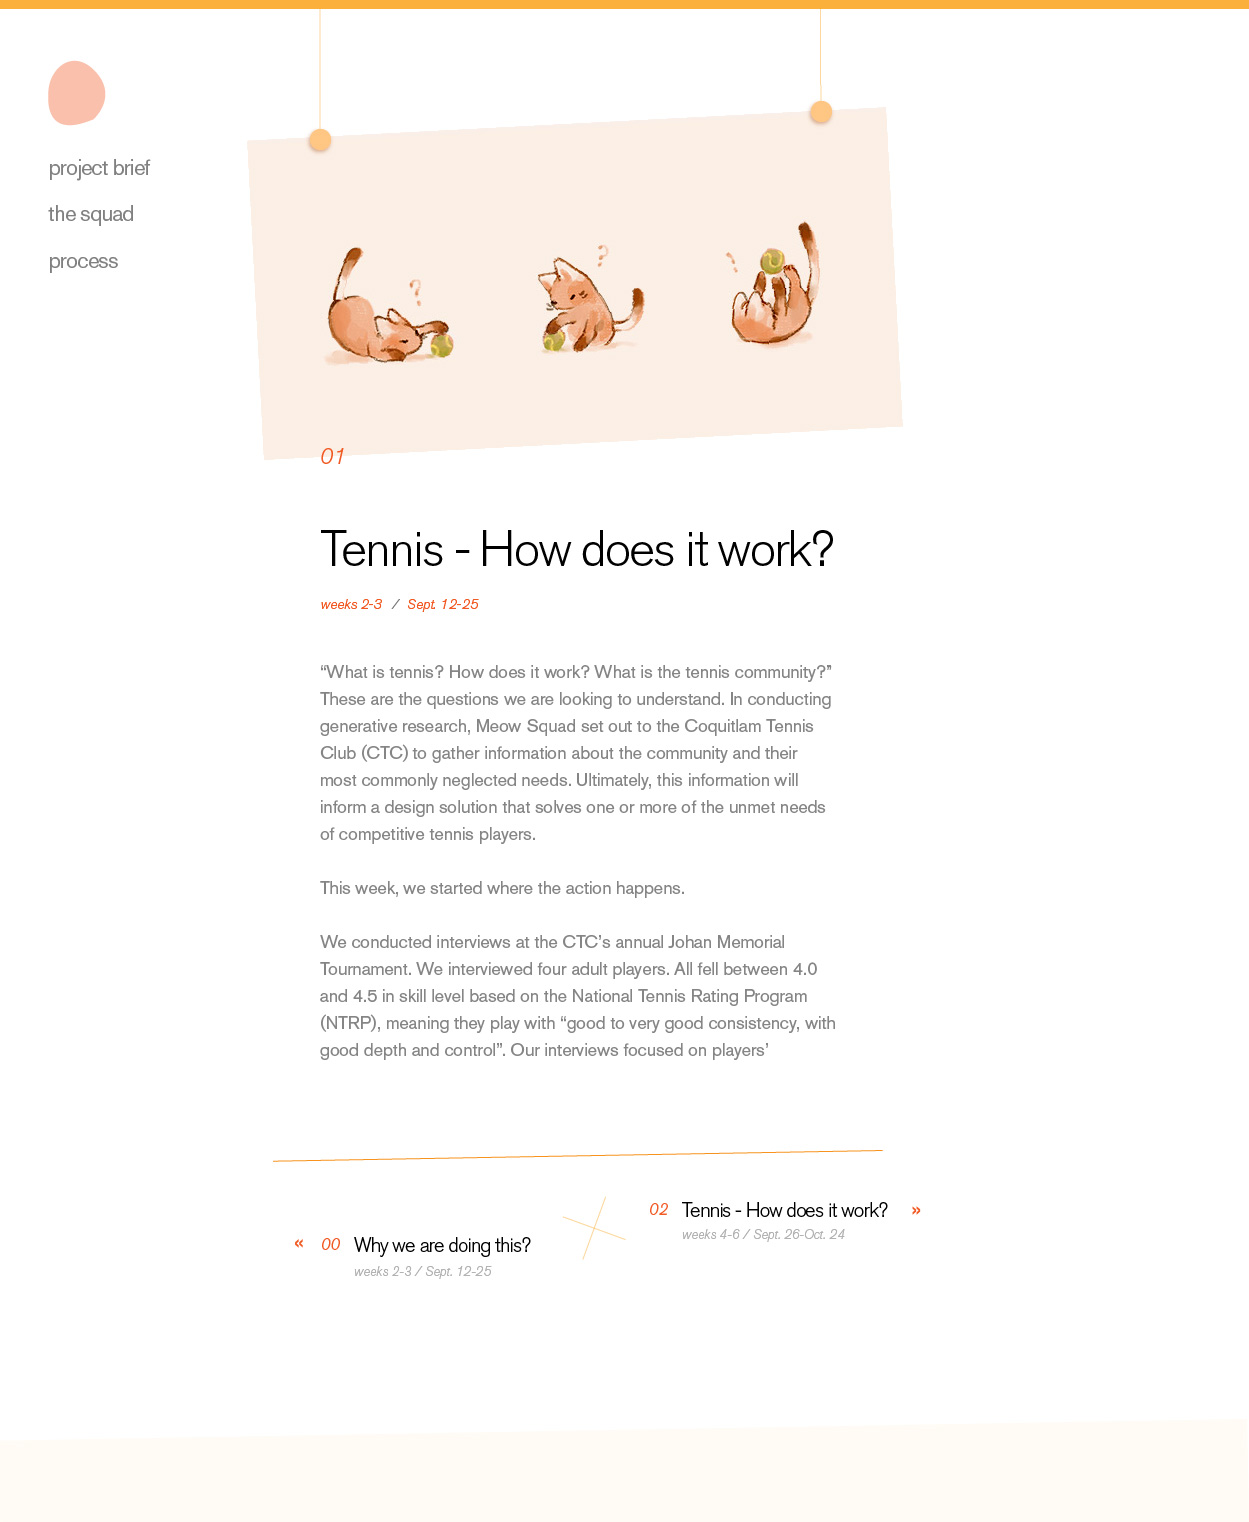 project brief
the squad
process
?
?
01
Tennis - How does it work?
weeks 2-3 / Sept. 12-25
“What is tennis? How does it work? What is the tennis community?”
These are the questions we are looking to understand. In conducting
generative research, Meow Squad set out to the Coquitlam Tennis
Club (CTC) to gather information about the community and their
most commonly neglected needs. Ultimately, this information will
inform a design solution that solves one or more of the unmet needs
of competitive tennis players.
This week, we started where the action happens.
We conducted interviews at the CTC’s annual Johan Memorial
Tournament. We interviewed four adult players. All fell between 4.0
and 4.5 in skill level based on the National Tennis Rating Program
(NTRP), meaning they play with “good to very good consistency, with
good depth and control”. Our interviews focused on players’
« 00 Why we are doing this?
weeks 2-3 / Sept. 12-25
02 Tennis - How does it work? »
weeks 4-6 / Sept. 26-Oct. 24